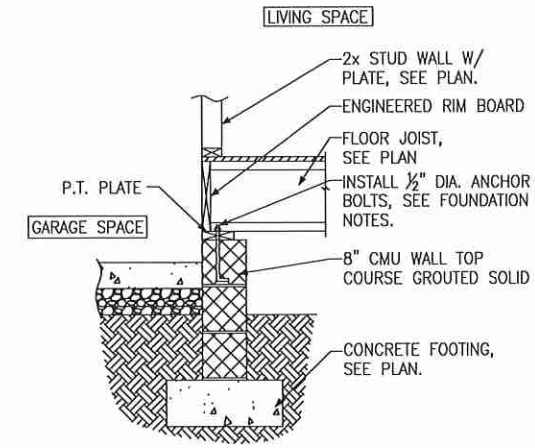 LIVING SPACE
2x STUD WALL W/
PLATE, SEE PLAN.
ENGINEERED RIM BOARD
FLOOR JOIST,
SEE PLAN
P.T. PLATE
INSTALL ½" DIA. ANCHOR
BOLTS, SEE FOUNDATION
NOTES.
GARAGE SPACE
8" CMU WALL TOP
COURSE GROUTED SOLID
CONCRETE FOOTING,
SEE PLAN.